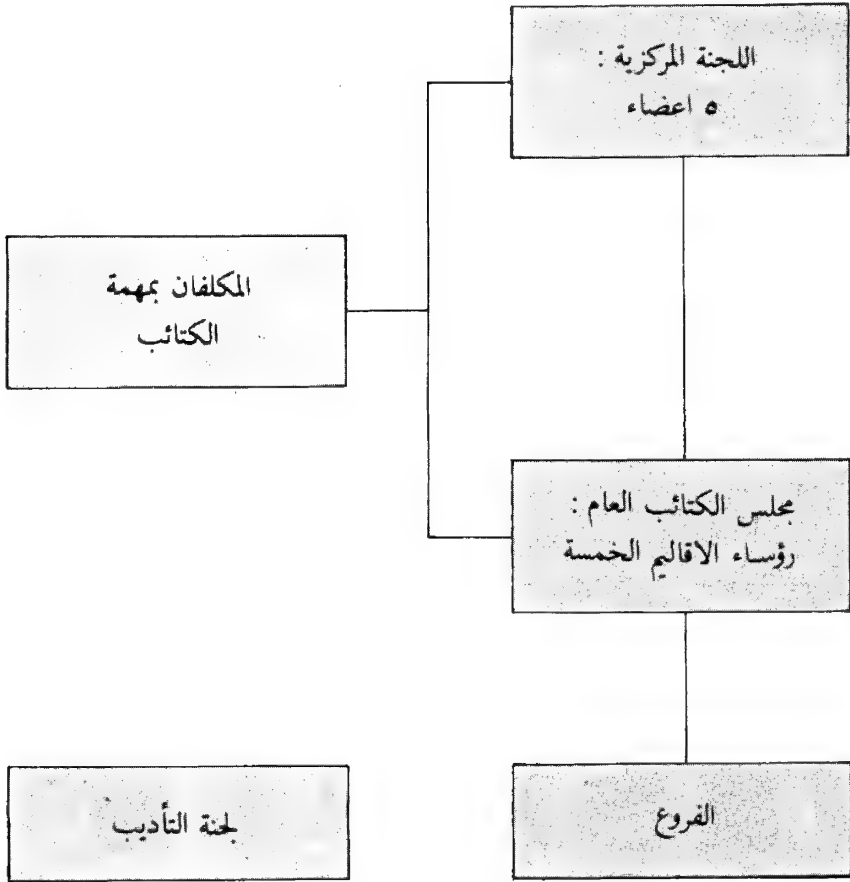 اللجنة المركزية :
٥ اعضاء
المكلفان بمهمة
الكتائب
مجلس الكتائب العام :
رؤساء الاقاليم الخمسة
الفروع
لجنة التأديب